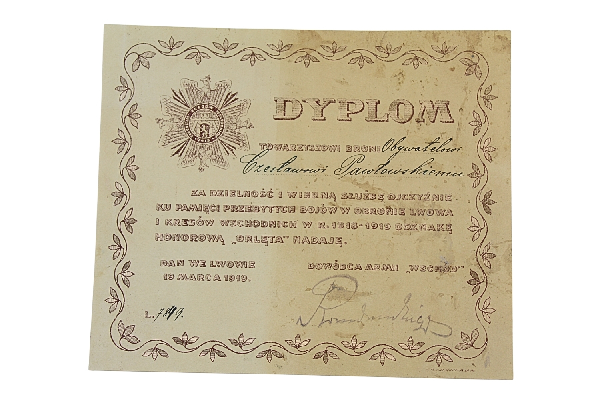 DYPLOM
TOWARZYSZOWI BRONI Obywatelowi
Czesławowi Pawłowskiemu
ZA DZIELNOŚĆ I WIERNĄ SŁUŻBĘ OJCZYŹNIE –
KU PAMIĘCI PRZEBYTYCH BOJÓW W OBRONIE LWOWA
I KRESÓW WSCHODNICH W R. 1918-1919 ODZNAKĘ
HONOROWĄ „ORLĘTA" NADAJĘ.
DAN WE LWOWIE
19 MARCA 1919.
DOWÓDCA ARMJI „WSCHÓD"
L. 7819.